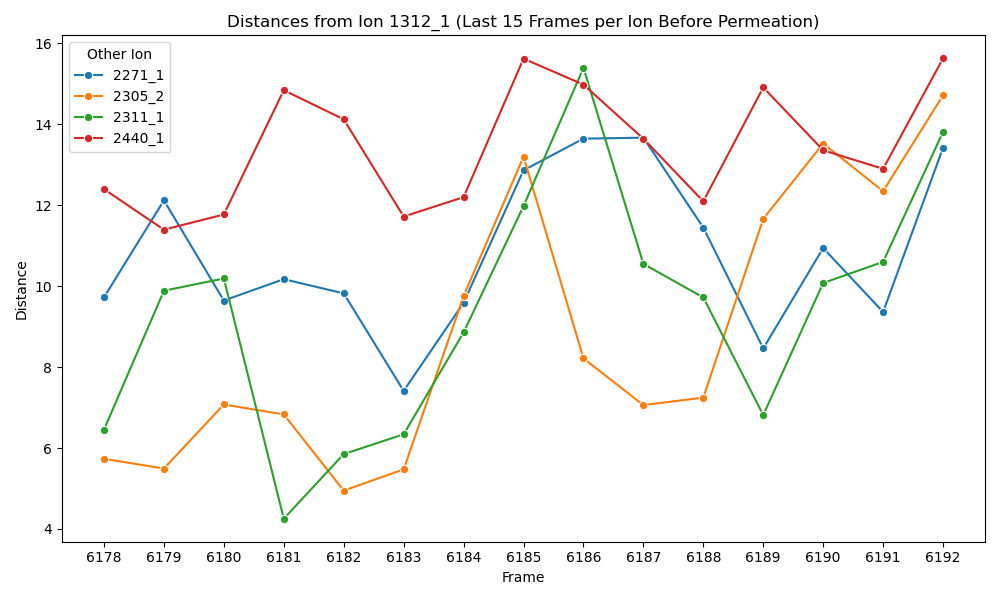 Distances from Ion 1312_1 (Last 15 Frames per Ion Before Permeation)
Other Ion
2271_1
2305_2
2311_1
2440_1
Distance
16
14
12
10
8
6
4
6178 6179 6180 6181 6182 6183 6184 6185 6186 6187 6188 6189 6190 6191 6192
Frame